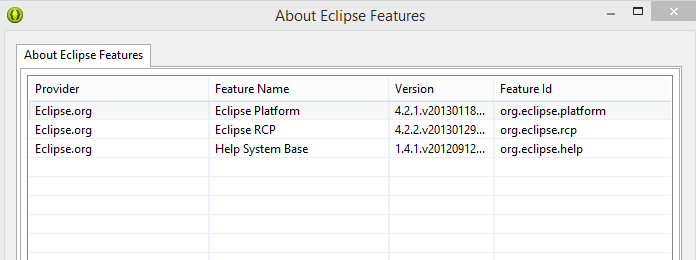 About Eclipse Features
About Eclipse Features
Provider Feature Name Version Feature Id
Eclipse.org Eclipse Platform 4.2.1.v20130118... org.eclipse.platform
Eclipse.org Eclipse RCP 4.2.2.v20130129... org.eclipse.rcp
Eclipse.org Help System Base 1.4.1.v20120912... org.eclipse.help